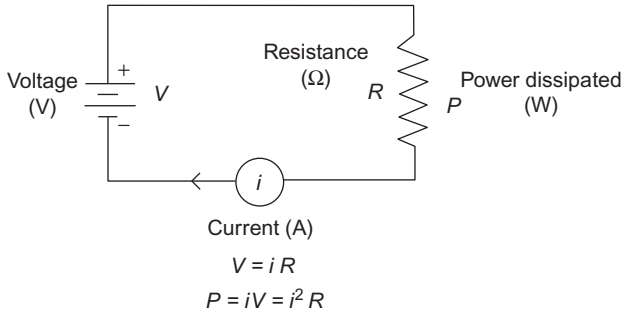 Voltage
(V)
+
−
V
Resistance
(Ω)
R
P
Power dissipated
(W)
i
Current (A)
V = i R
P = iV = i² R